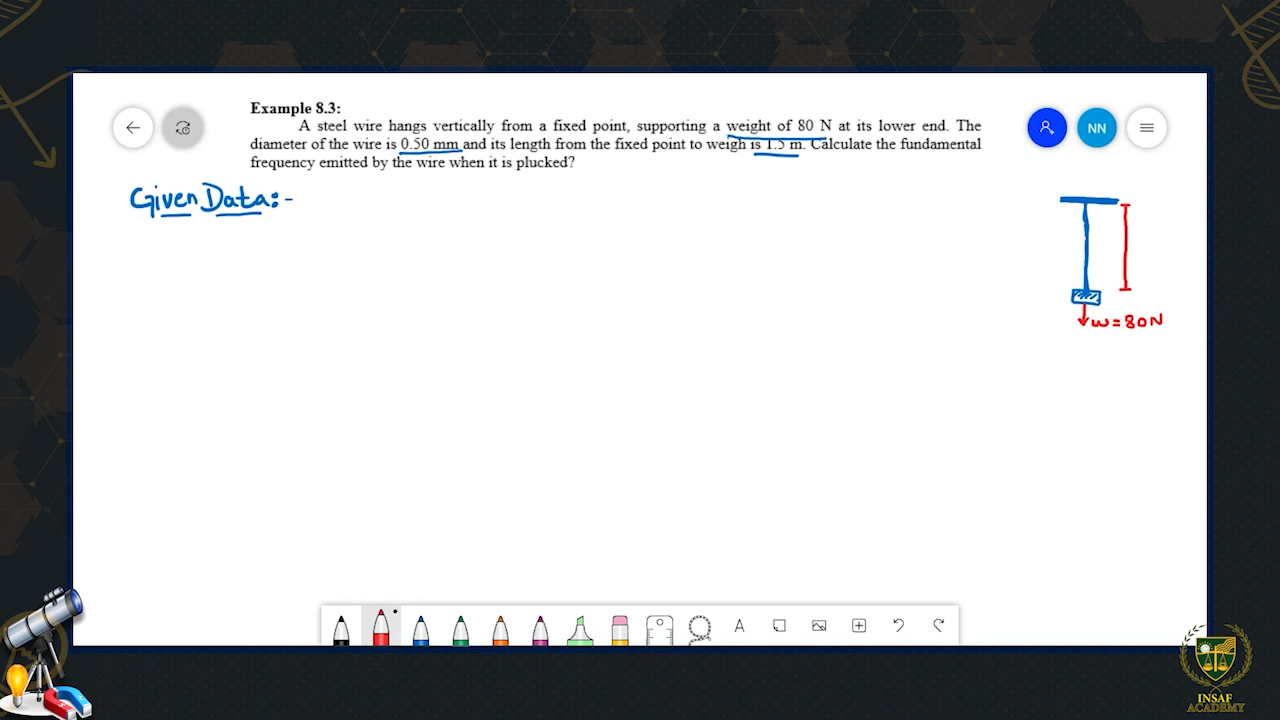 Example 8.3:
A steel wire hangs vertically from a fixed point, supporting a weight of 80 N at its lower end. The
diameter of the wire is 0.50 mm and its length from the fixed point to weigh is 1.5 m. Calculate the fundamental
frequency emitted by the wire when it is plucked?
NN
Given Data:-
w=80N
A
INSAF
ACADEMY